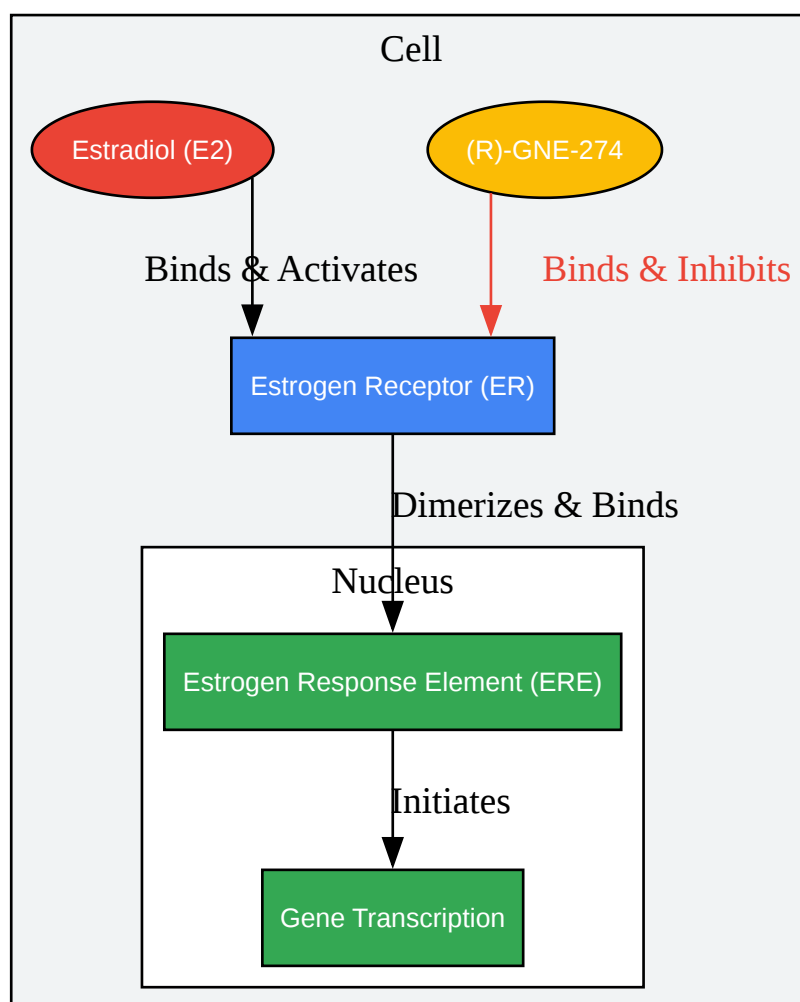 Cell
Estradiol (E2)
(R)-GNE-274
Binds & Activates
Binds & Inhibits
Estrogen Receptor (ER)
Dimerizes & Binds
Nucleus
Estrogen Response Element (ERE)
Initiates
Gene Transcription